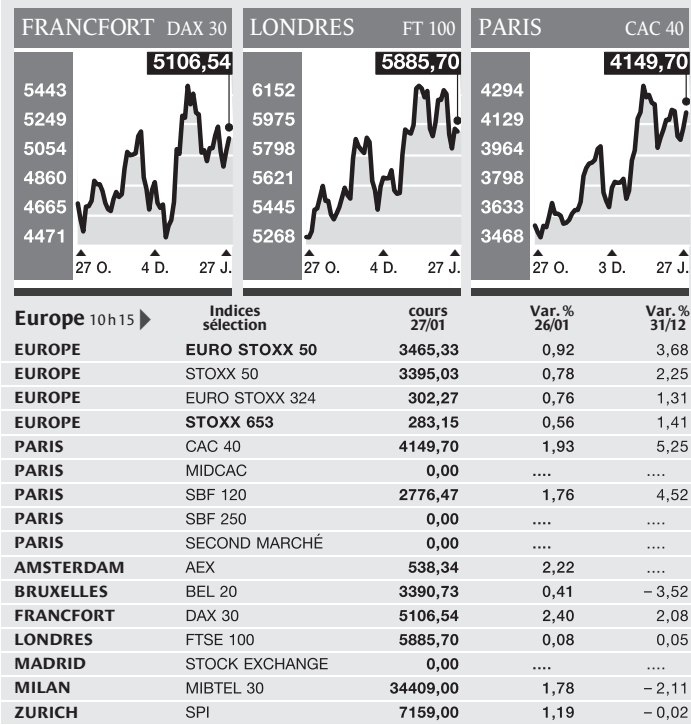 FRANCFORT DAX 30
5106,54
5443
5249
5054
4860
4665
4471
27 O. 4 D. 27 J.
LONDRES FT 100
5885,70
6152
5975
5798
5621
5445
5268
27 O. 4 D. 27 J.
PARIS CAC 40
4149,70
4294
4129
3964
3798
3633
3468
27 O. 3 D. 27 J.
Europe 10h15 Indices sélection cours 27/01 Var. % 26/01 Var. % 31/12
EUROPE EURO STOXX 50 3465,33 0,92 3,68
EUROPE STOXX 50 3395,03 0,78 2,25
EUROPE EURO STOXX 324 302,27 0,76 1,31
EUROPE STOXX 653 283,15 0,56 1,41
PARIS CAC 40 4149,70 1,93 5,25
PARIS MIDCAC 0,00 .... ....
PARIS SBF 120 2776,47 1,76 4,52
PARIS SBF 250 0,00 .... ....
PARIS SECOND MARCHÉ 0,00 .... ....
AMSTERDAM AEX 538,34 2,22 ....
BRUXELLES BEL 20 3390,73 0,41 – 3,52
FRANCFORT DAX 30 5106,54 2,40 2,08
LONDRES FTSE 100 5885,70 0,08 0,05
MADRID STOCK EXCHANGE 0,00 .... ....
MILAN MIBTEL 30 34409,00 1,78 – 2,11
ZURICH SPI 7159,00 1,19 – 0,02